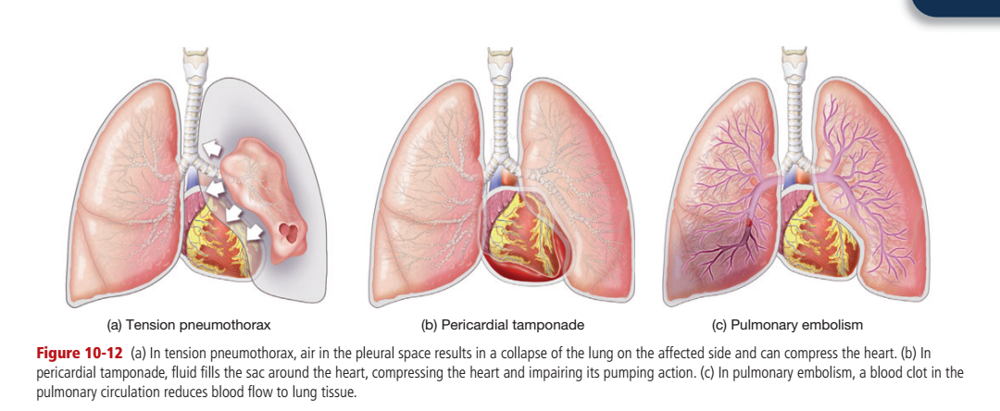 (a) Tension pneumothorax
(b) Pericardial tamponade
(c) Pulmonary embolism
Figure 10-12 (a) In tension pneumothorax, air in the pleural space results in a collapse of the lung on the affected side and can compress the heart. (b) In
pericardial tamponade, fluid fills the sac around the heart, compressing the heart and impairing its pumping action. (c) In pulmonary embolism, a blood clot in the
pulmonary circulation reduces blood flow to lung tissue.